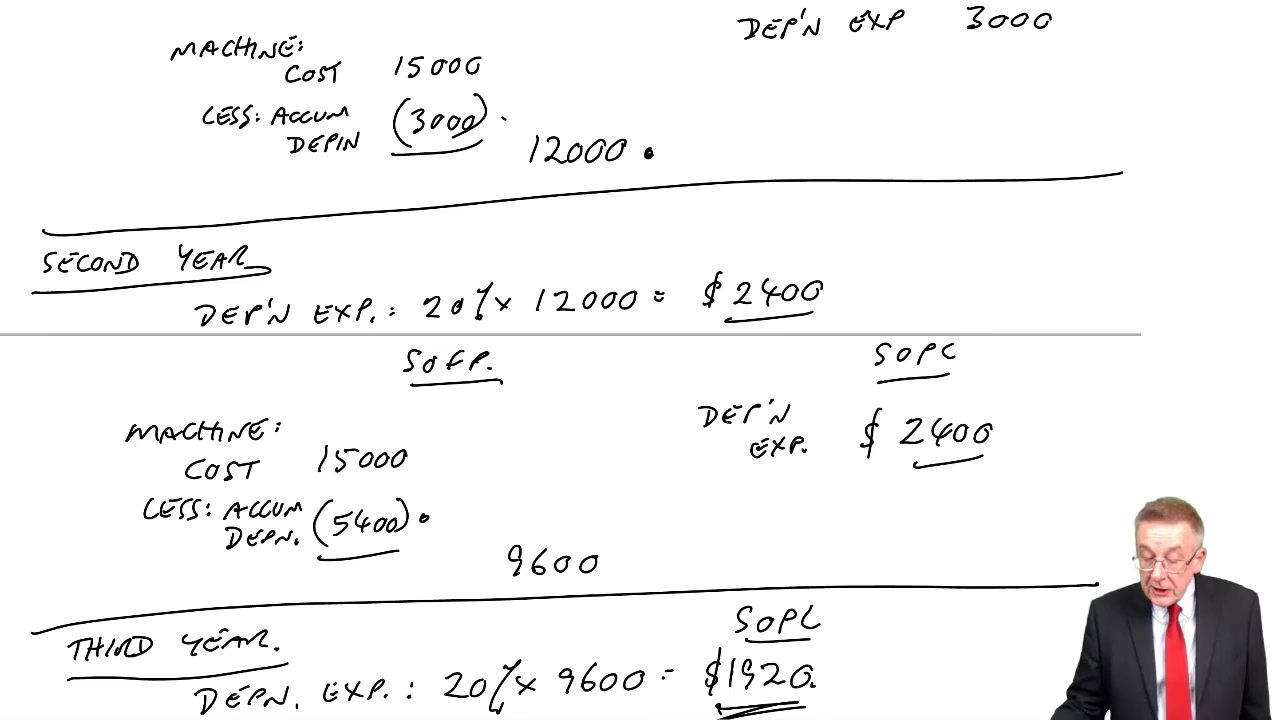 DEP'N EXP 3000
MACHINE:
COST 15000
LESS: ACCUM
DEP'N (3000)
12000
SECOND YEAR
DEP'N EXP.: 20% x 12000 = $2400
SOFP. SOPL
MACHINE: DEP'N
EXP. $2400
COST 15000
LESS: ACCUM
DEPN. (5400)
9600
THIRD YEAR. SOPL
DEPN. EXP.: 20% x 9600 = $1920.